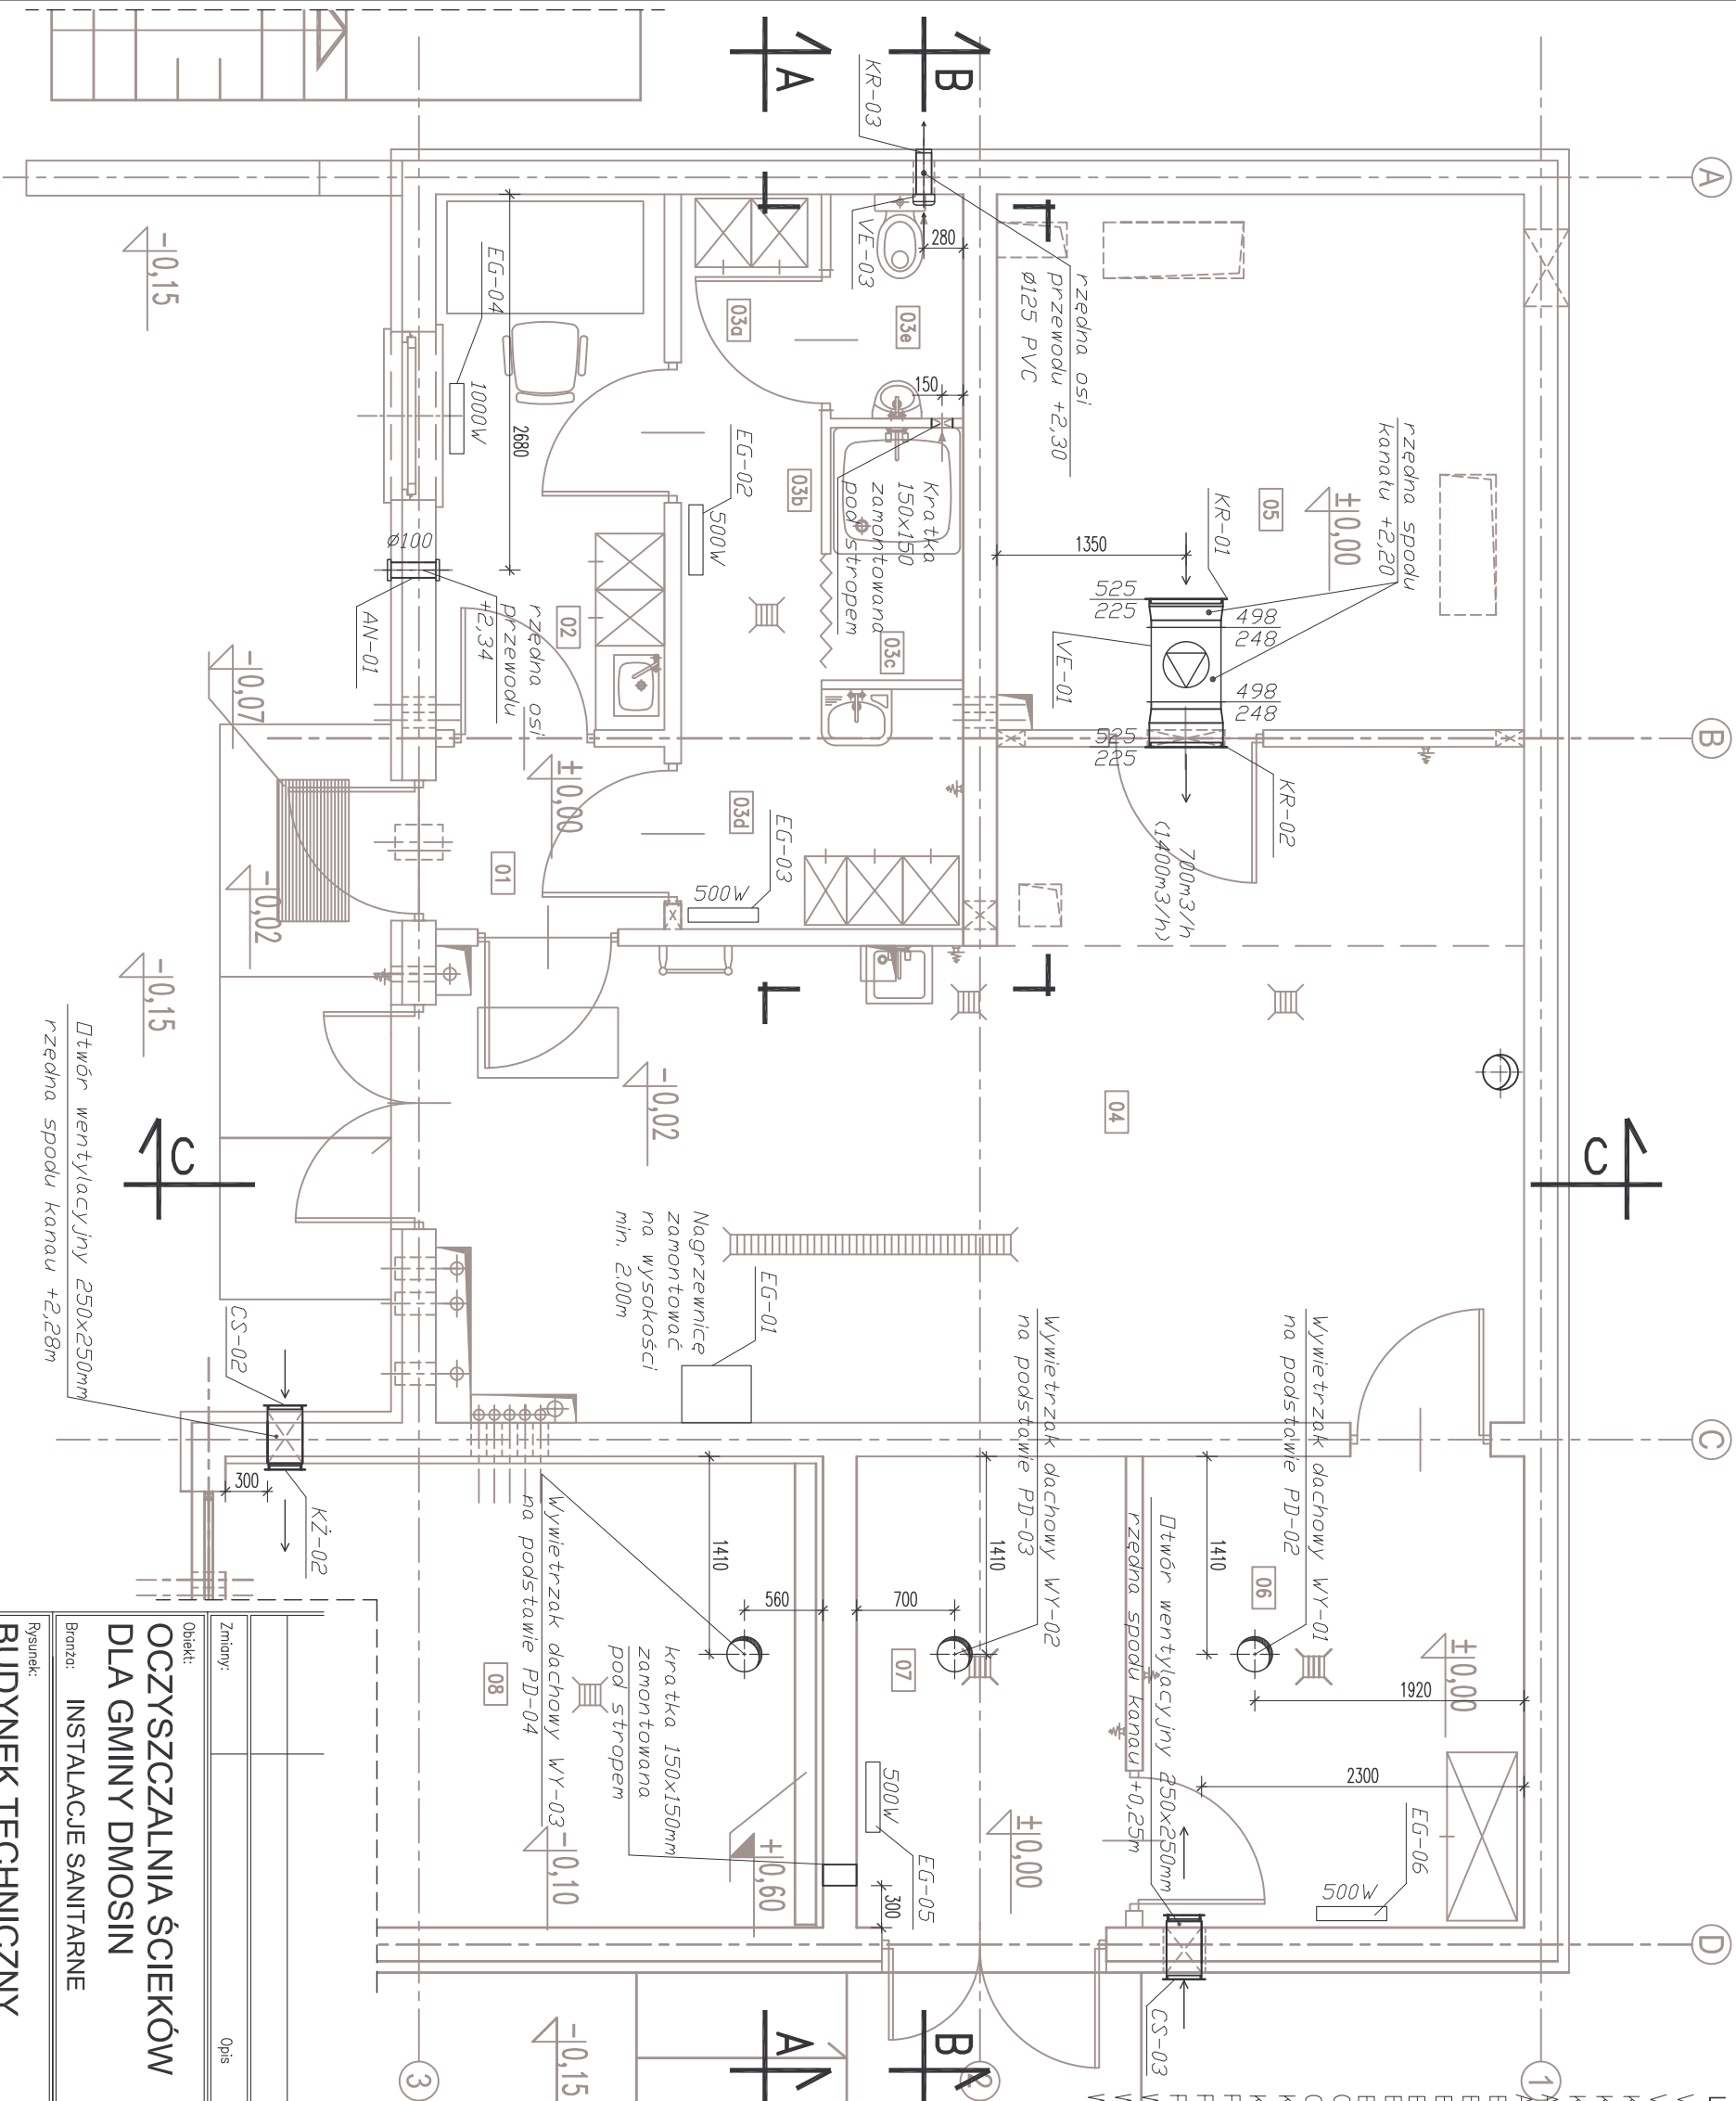 A
B
C
D
1
2
3
A
B
A
B
C
C
KR-03
VE-03
280
rzędna osi
przewodu +2,30
Ø125 PVC
rzędna spodu
kanału +2,20
±0,00
05
KR-01
1350
525
225
498
248
498
248
525
225
VE-01
KR-02
700m3/h
(1400m3/h)
03e
03a
150
Kratka
150x150
zamontowana
pod stropem
03b
03c
03d
EG-02
500W
EG-03
500W
EG-04
1000W
2680
Ø100
AN-01
rzędna osi
przewodu
+2,34
02
±0,00
01
-0,15
-0,07
-0,02
-0,15
-0,02
04
Otwór wentylacyjny 250x250mm
rzędna spodu kanau +2,28m
CS-02
KŻ-02
300
Nagrzewnicę
zamontować
na wysokości
min. 2.00m
EG-01
Wywietrzak dachowy WY-02
na podstawie PD-03
Wywietrzak dachowy WY-01
na podstawie PD-02
Wywietrzak dachowy WY-03
na podstawie PD-04
Otwór wentylacyjny 250x250mm
rzędna spodu kanau +0,25m
1410
1410
1410
560
700
06
07
08
±0,00
1920
2300
EG-06
500W
500W
EG-05
300
±0,00
kratka 150x150mm
zamontowana
pod stropem
+0,60
-0,10
-0,15
CS-03
Zmiany:
Opis
Obiekt:
OCZYSZCZALNIA ŚCIEKÓW
DLA GMINY DMOSIN
Branża:
INSTALACJE SANITARNE
Rysunek:
BUDYNEK TECHNICZNY